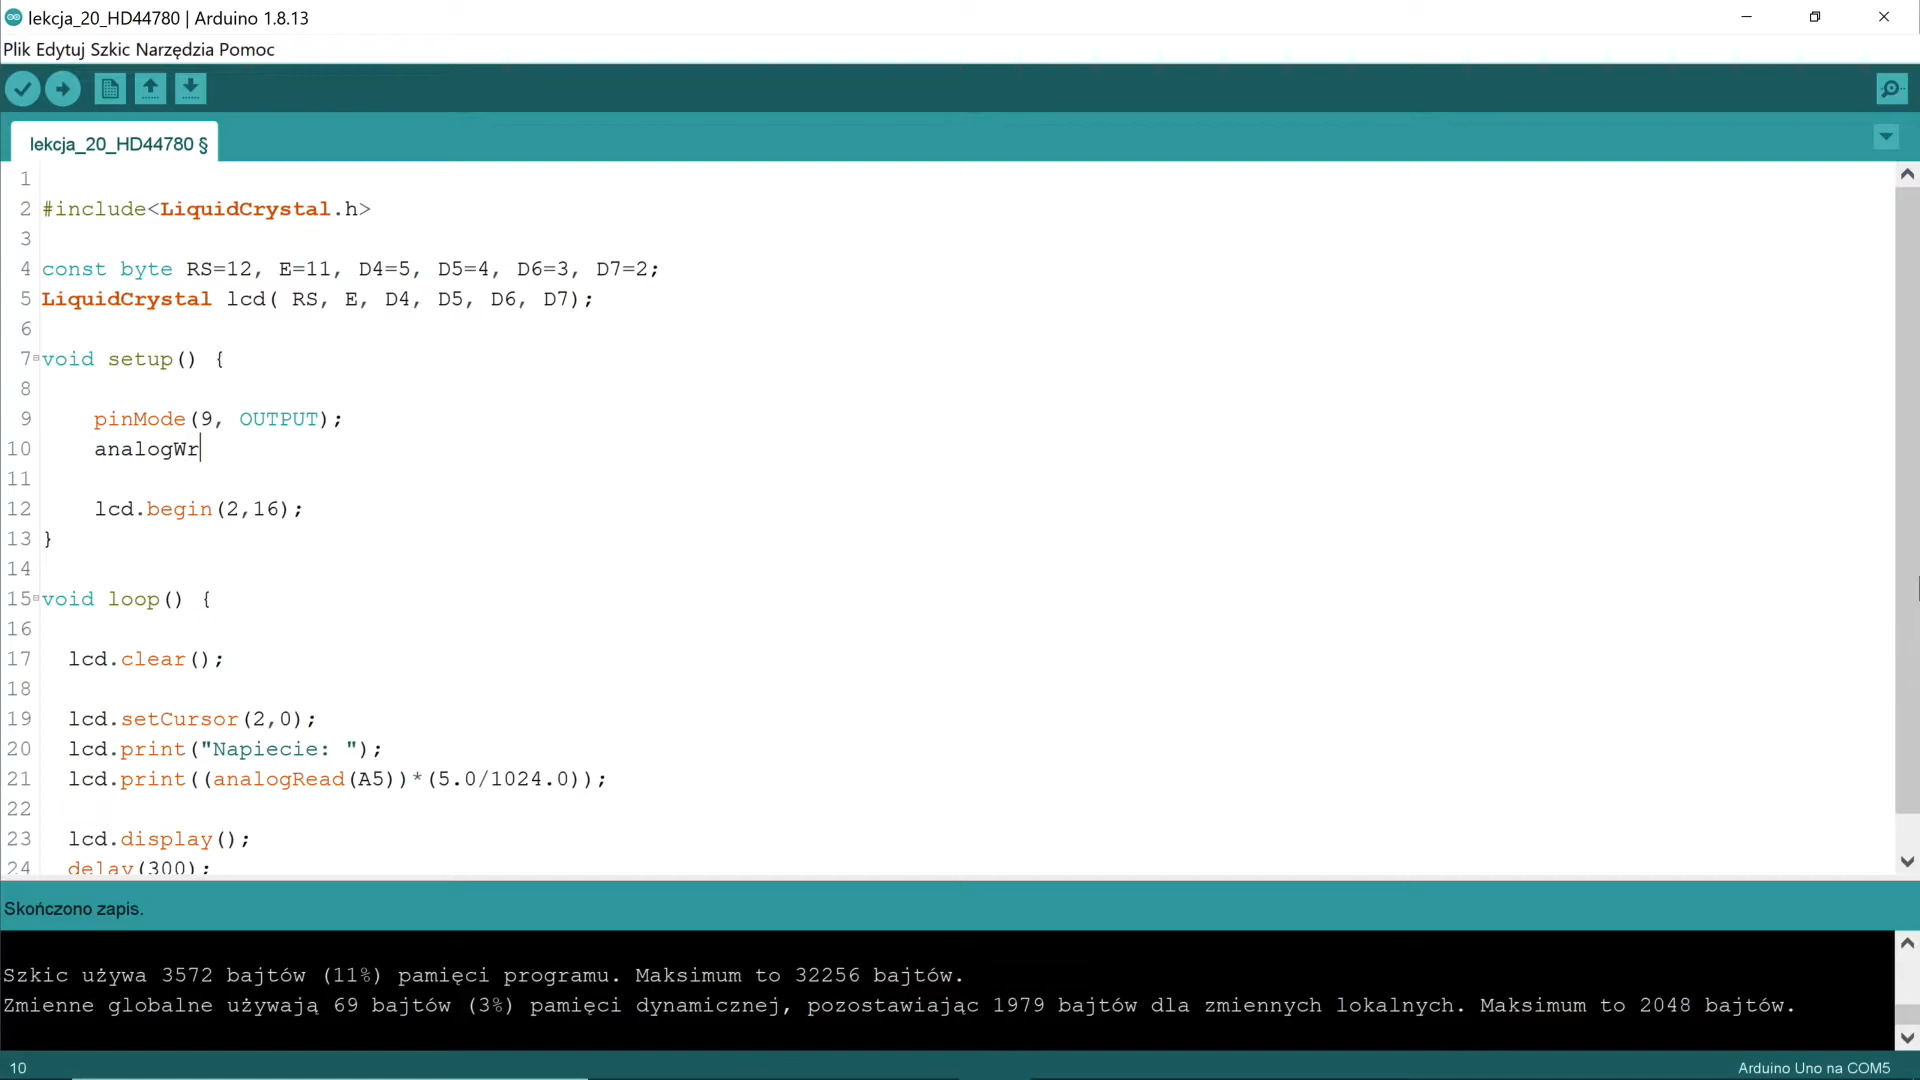 lekcja_20_HD44780 | Arduino 1.8.13
Plik Edytuj Szkic Narzędzia Pomoc
lekcja_20_HD44780 §
1
2 #include<LiquidCrystal.h>
3
4 const byte RS=12, E=11, D4=5, D5=4, D6=3, D7=2;
5 LiquidCrystal lcd( RS, E, D4, D5, D6, D7);
6
7 void setup() {
8
9 pinMode(9, OUTPUT);
10 analogWr
11
12 lcd.begin(2,16);
13 }
14
15 void loop() {
16
17 lcd.clear();
18
19 lcd.setCursor(2,0);
20 lcd.print("Napiecie: ");
21 lcd.print((analogRead(A5))*(5.0/1024.0));
22
23 lcd.display();
24 delay(300);
Skończono zapis.
Szkic używa 3572 bajtów (11%) pamięci programu. Maksimum to 32256 bajtów.
Zmienne globalne używają 69 bajtów (3%) pamięci dynamicznej, pozostawiając 1979 bajtów dla zmiennych lokalnych. Maksimum to 2048 bajtów.
10 Arduino Uno na COM5